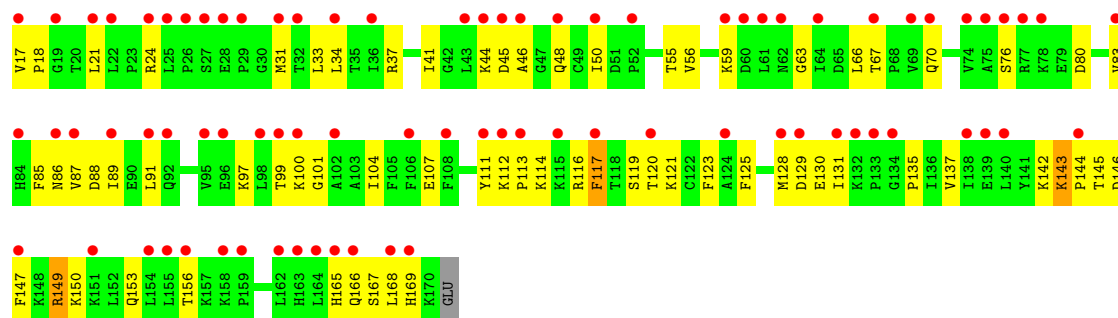 V17 P18 G19 T20 L21 L22 P23 R24 L25 P26 S27 E28 P29 G30 M31 T32 L33 L34 T35 I36 R37 I41 G42 L43 K44 D45 A46 G47 Q48 C49 I50 D51 P52 T55 V56 K59 D60 L61 N62 G63 I64 D65 L66 T67 P68 V69 Q70 V74 A75 S76 R77 K78 E79 D80 V83
H84 F85 N86 V87 D88 I89 E90 L91 Q92 V95 E96 K97 L98 T99 K100 G101 A102 A103 I104 F105 F106 E107 F108 Y111 K112 P113 K114 K115 R116 F117 T118 S119 T120 K121 C122 F123 A124 F125 M128 D129 E130 I131 K132 P133 G134 P135 I136 V137 I138 E139 L140 Y141 K142 K143 P144 T145 D146
F147 K148 R149 K150 K151 L152 Q153 L154 L155 T156 K157 K158 P159 L162 H163 L164 H165 Q166 S167 L168 H169 K170 GLU